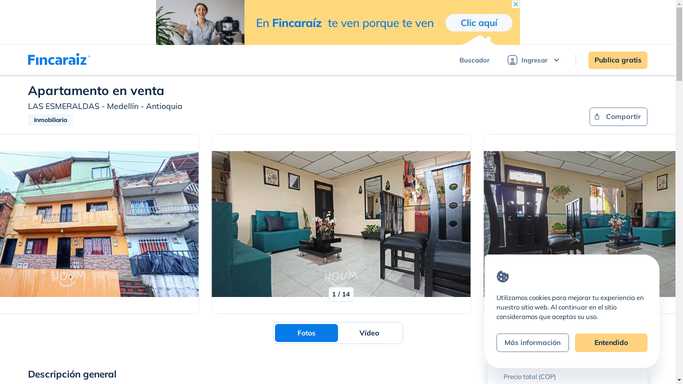 En Fincaraíz te ven porque te ven
Clic aquí
Fincaraíz
Buscador
Ingresar
Publica gratis
Apartamento en venta
LAS ESMERALDAS - Medellín - Antioquia
Inmobiliaria
Compartir
HOUM
HOUM
1 / 14
Utilizamos cookies para mejorar tu experiencia en
nuestro sitio web. Al continuar en el sitio
consideramos que aceptas su uso.
Más información
Entendido
Fotos
Vídeo
Descripción general
Precio total (COP)